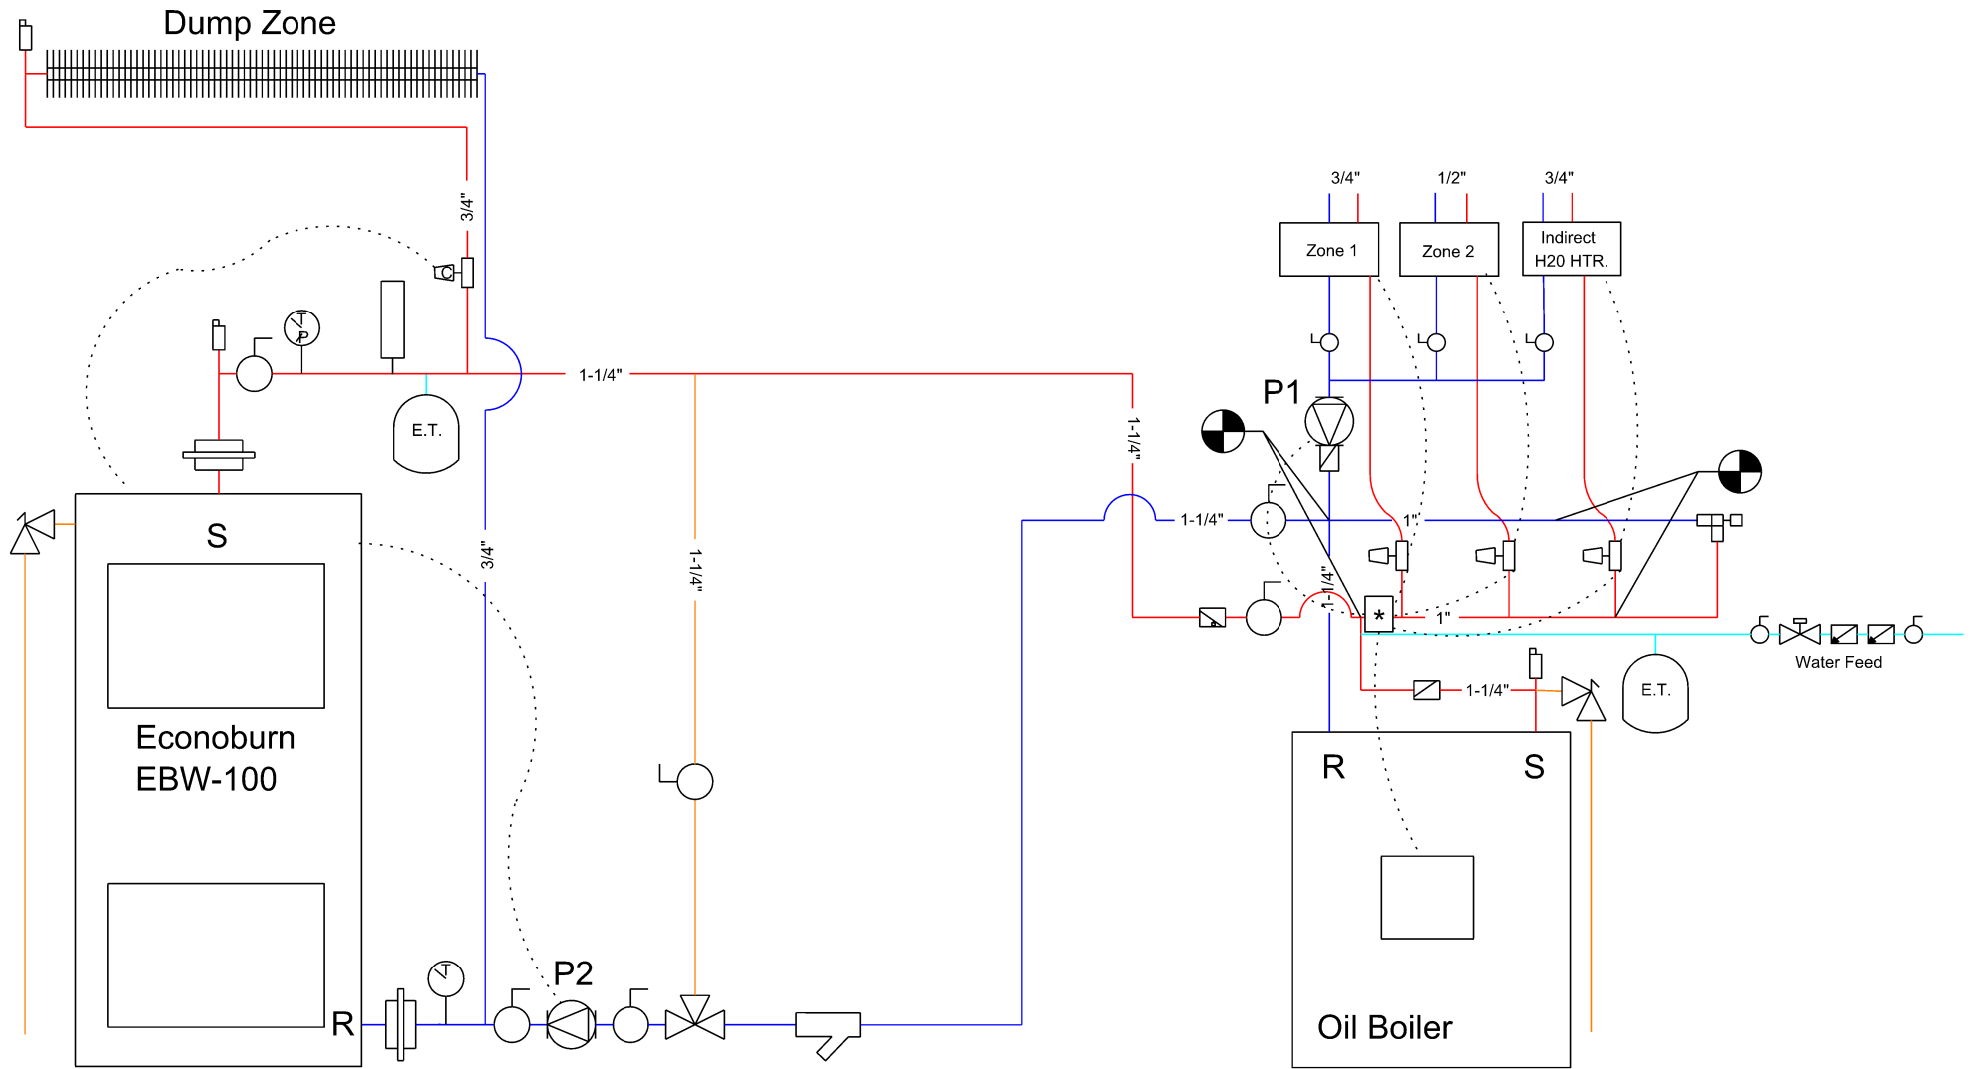 Dump Zone
3/4"
3/4"
1/2"
3/4"
Zone 1
Zone 2
Indirect
H20 HTR.
C
T
P
1-1/4"
P1
E.T.
1-1/4"
1-1/4"
1"
S
3/4"
1-1/4"
1-1/4"
*
1"
Water Feed
1-1/4"
E.T.
Econoburn
EBW-100
R
S
T
P2
R
Oil Boiler